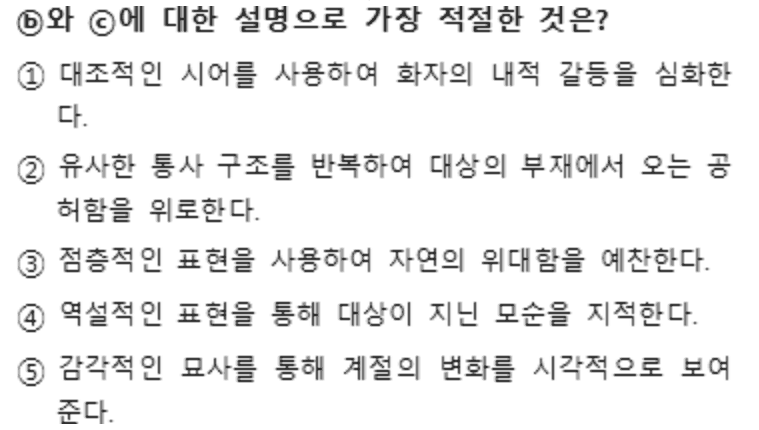 ⓑ와 ⓒ에 대한 설명으로 가장 적절한 것은?
① 대조적인 시어를 사용하여 화자의 내적 갈등을 심화한
다.
② 유사한 통사 구조를 반복하여 대상의 부재에서 오는 공
허함을 위로한다.
③ 점층적인 표현을 사용하여 자연의 위대함을 예찬한다.
④ 역설적인 표현을 통해 대상이 지닌 모순을 지적한다.
⑤ 감각적인 묘사를 통해 계절의 변화를 시각적으로 보여
준다.